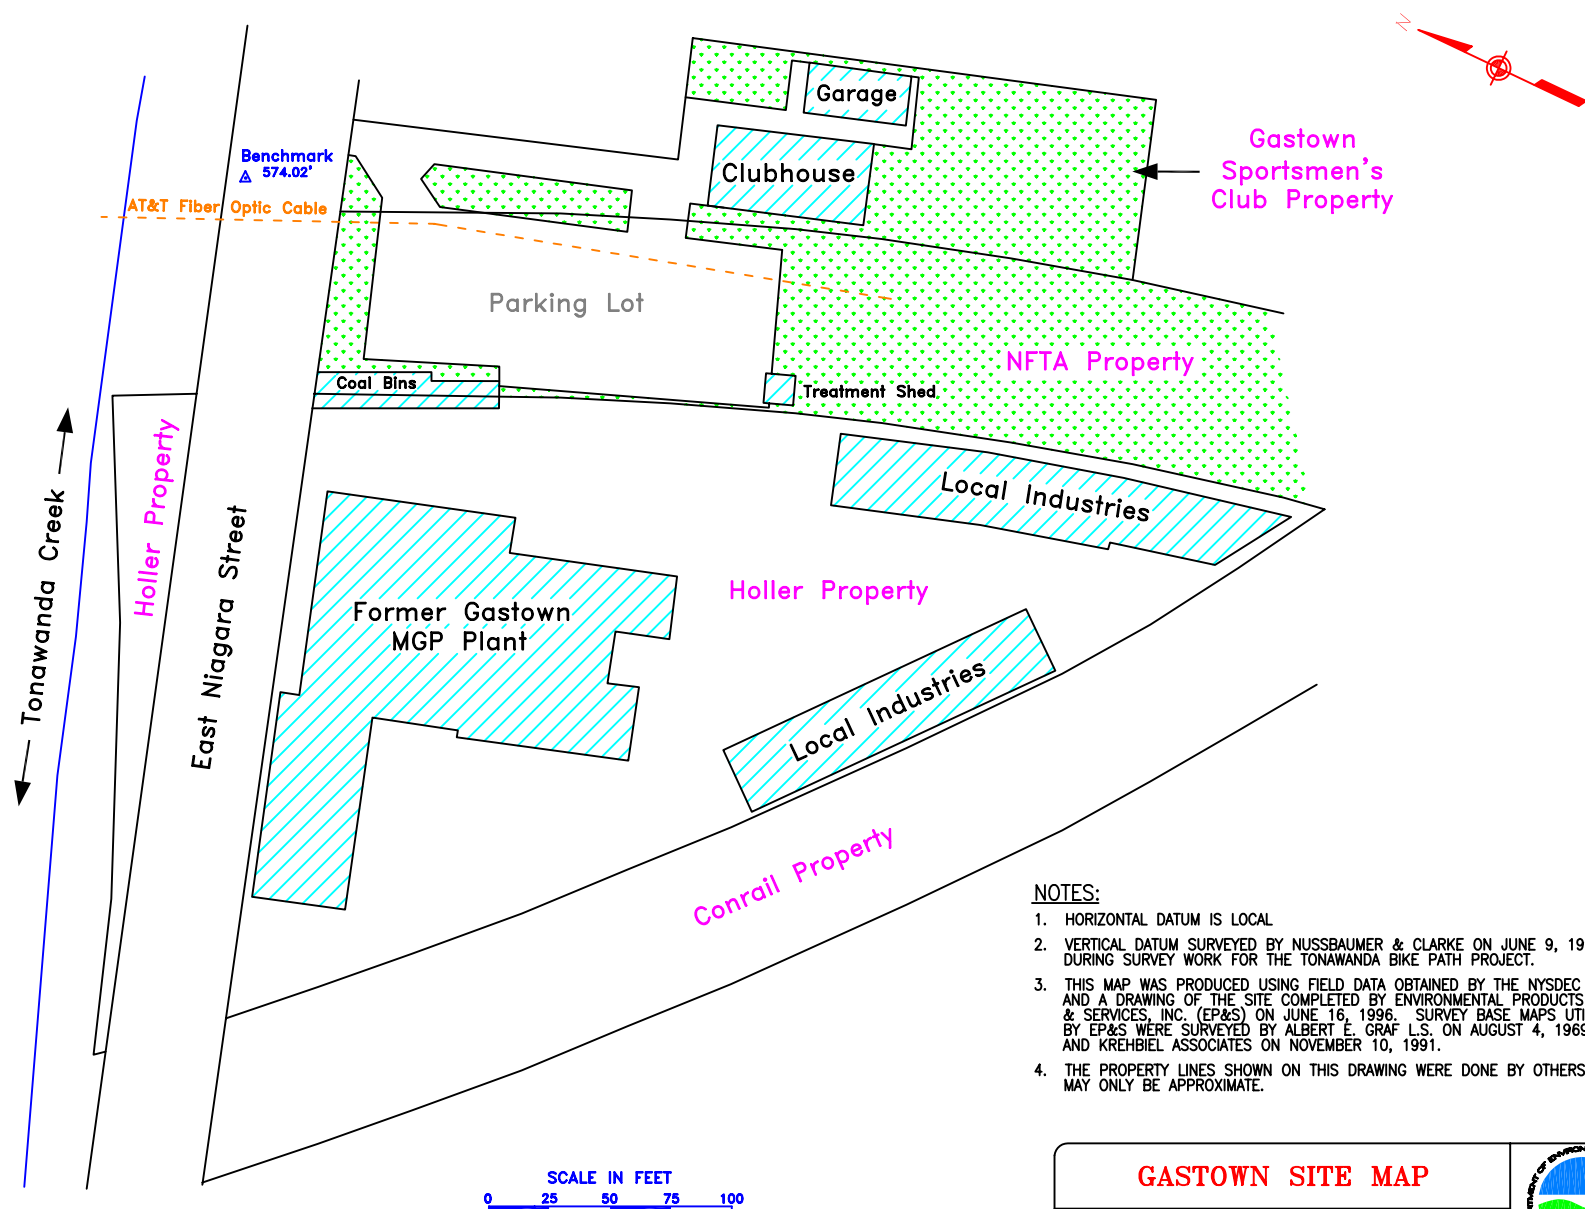 N
Garage
Gastown
Sportsmen's
Club Property
Benchmark
574.02'
Clubhouse
AT&T Fiber Optic Cable
Parking Lot
NFTA Property
Coal Bins
Treatment Shed
Holler Property
Tonawanda Creek
East Niagara Street
Local Industries
Former Gastown
MGP Plant
Holler Property
Local Industries
Conrail Property
NOTES:
1. HORIZONTAL DATUM IS LOCAL
2. VERTICAL DATUM SURVEYED BY NUSSBAUMER & CLARKE ON JUNE 9, 19
DURING SURVEY WORK FOR THE TONAWANDA BIKE PATH PROJECT.
3. THIS MAP WAS PRODUCED USING FIELD DATA OBTAINED BY THE NYSDEC
AND A DRAWING OF THE SITE COMPLETED BY ENVIRONMENTAL PRODUCTS
& SERVICES, INC. (EP&S) ON JUNE 16, 1996. SURVEY BASE MAPS UTI
BY EP&S WERE SURVEYED BY ALBERT E. GRAF L.S. ON AUGUST 4, 1969
AND KREHBIEL ASSOCIATES ON NOVEMBER 10, 1991.
4. THE PROPERTY LINES SHOWN ON THIS DRAWING WERE DONE BY OTHERS
MAY ONLY BE APPROXIMATE.
SCALE IN FEET
0 25 50 75 100
GASTOWN SITE MAP